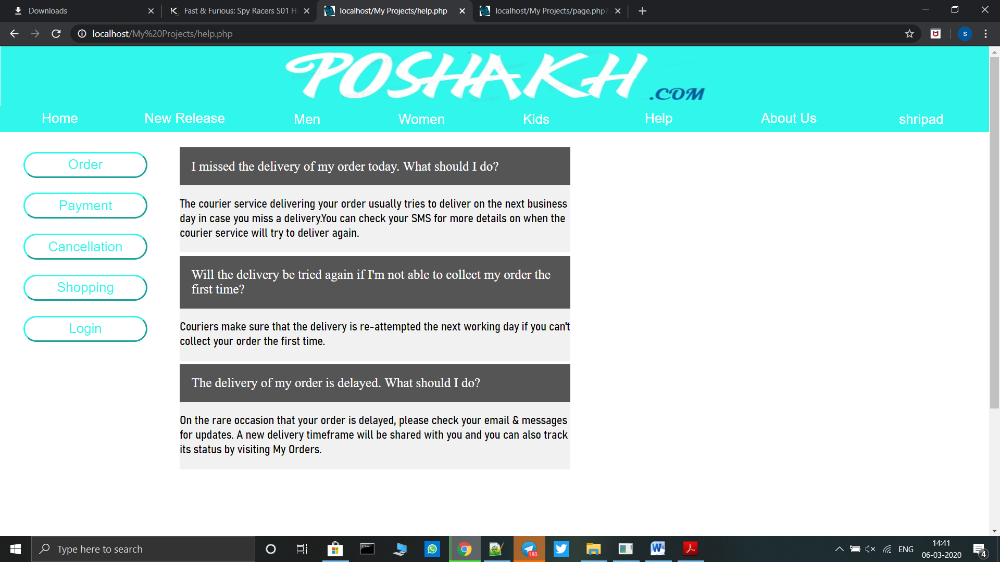 Downloads
Fast & Furious: Spy Racers S01 H
localhost/My Projects/help.php
localhost/My Projects/page.php?
localhost/My%20Projects/help.php
s
POSHAKH
.COM
Home
New Release
Men
Women
Kids
Help
About Us
shripad
Order
Payment
Cancellation
Shopping
Login
I missed the delivery of my order today. What should I do?
The courier service delivering your order usually tries to deliver on the next business
day in case you miss a delivery.You can check your SMS for more details on when the
courier service will try to deliver again.
Will the delivery be tried again if I'm not able to collect my order the
first time?
Couriers make sure that the delivery is re-attempted the next working day if you can't
collect your order the first time.
The delivery of my order is delayed. What should I do?
On the rare occasion that your order is delayed, please check your email & messages
for updates. A new delivery timeframe will be shared with you and you can also track
its status by visiting My Orders.
Type here to search
180
ENG
14:41
06-03-2020
4